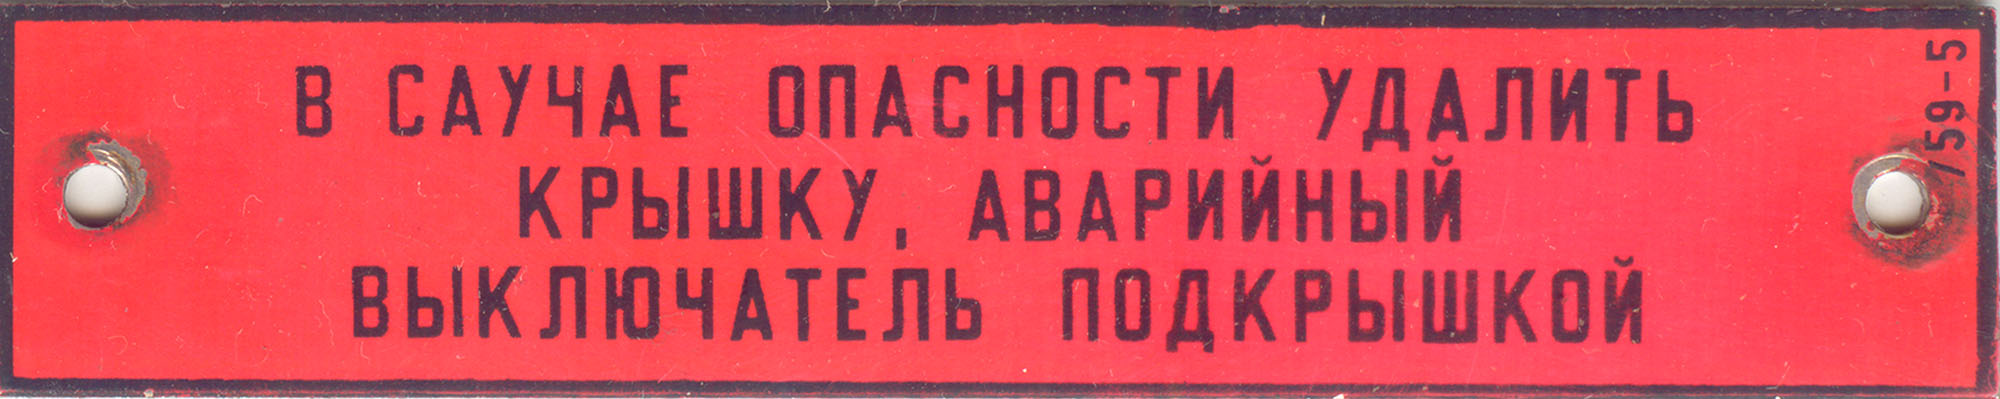 В САУЧАЕ ОПАСНОСТИ УДАЛИТЬ
КРЫШКУ, АВАРИЙНЫЙ
ВЫКЛЮЧАТЕЛЬ ПОДКРЫШКОЙ
/59-5